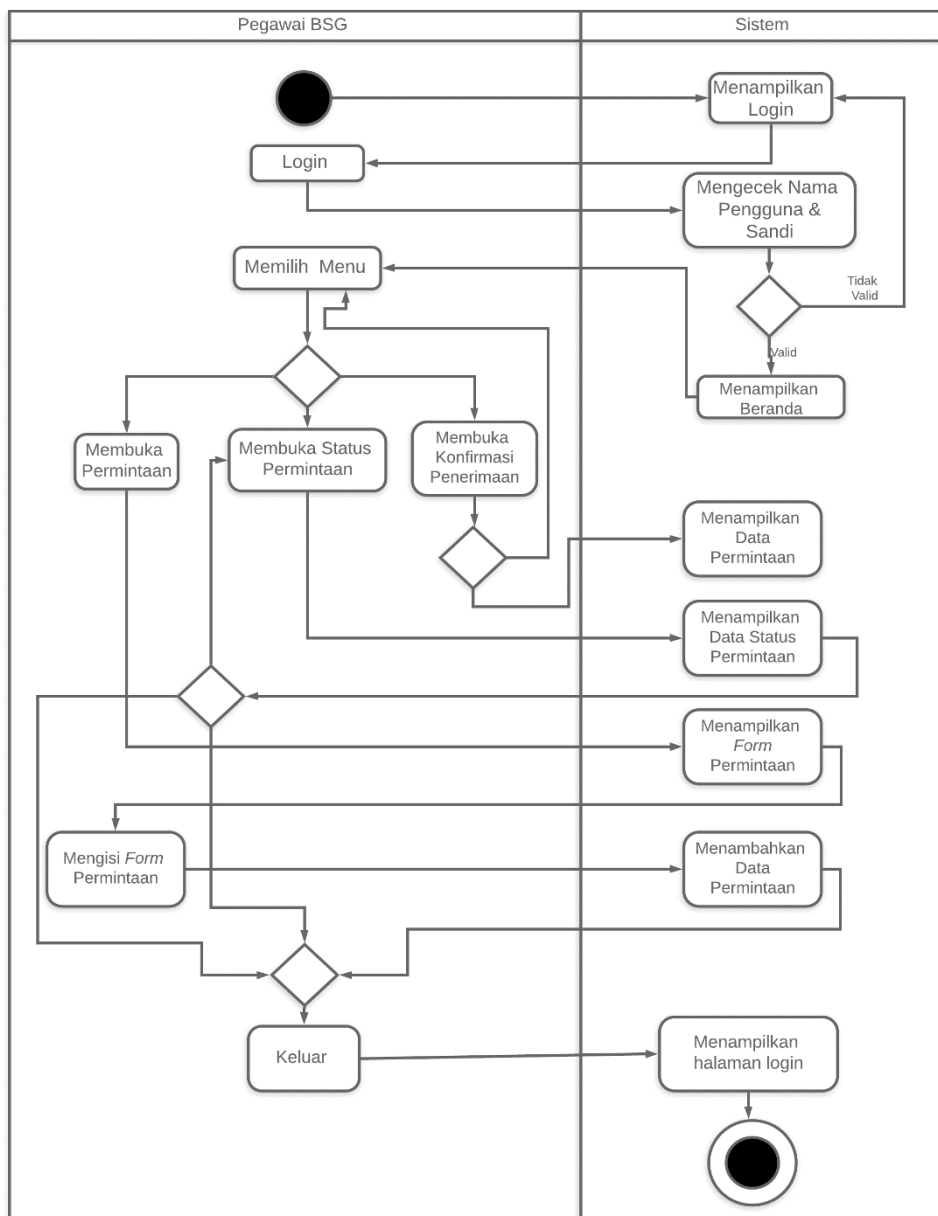 Pegawai BSG
Sistem
Menampilkan
Login
Login
Mengecek Nama
Pengguna &
Sandi
Memilih Menu
Tidak
Valid
Valid
Menampilkan
Beranda
Membuka
Permintaan
Membuka Status
Permintaan
Membuka
Konfirmasi
Penerimaan
Menampilkan
Data
Permintaan
Menampilkan
Data Status
Permintaan
Menampilkan
Form
Permintaan
Mengisi Form
Permintaan
Menambahkan
Data
Permintaan
Keluar
Menampilkan
halaman login